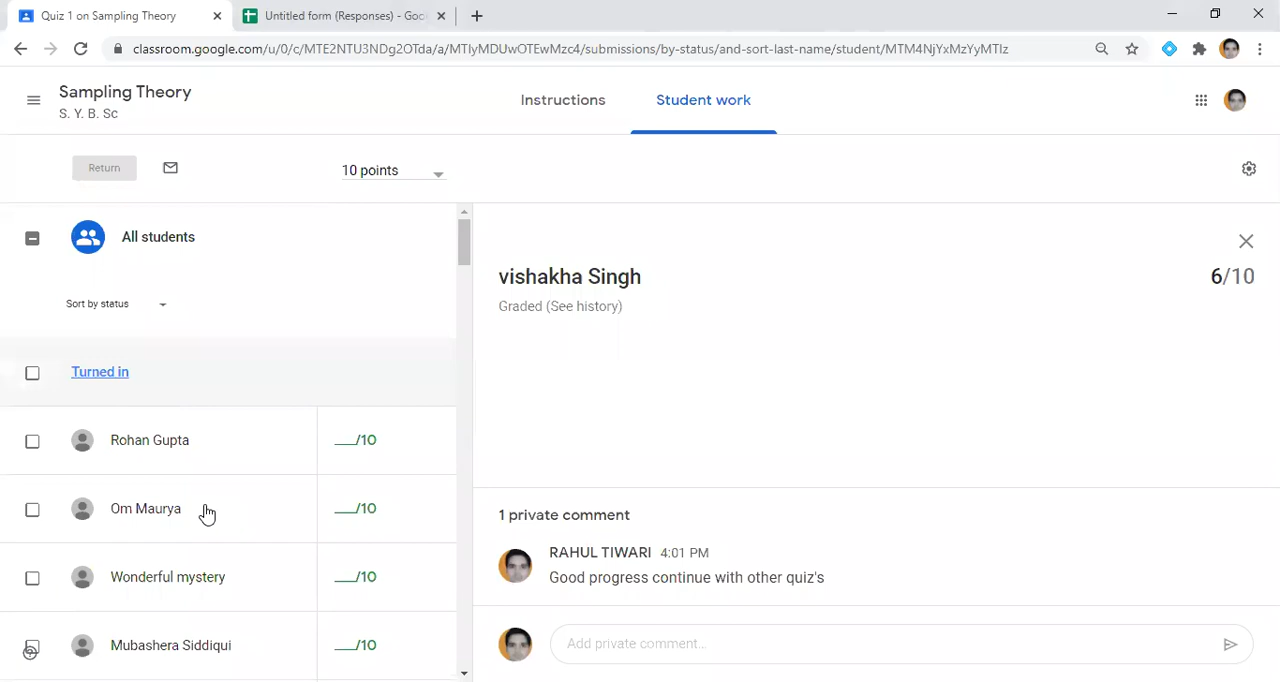 Quiz 1 on Sampling Theory
Untitled form (Responses) - Goo
classroom.google.com/u/0/c/MTE2NTU3NDg2OTda/a/MTIyMDUwOTEwMzc4/submissions/by-status/and-sort-last-name/student/MTM4NjYxMzYyMTIz
Sampling Theory
S. Y. B. Sc
Instructions
Student work
Return
10 points
All students
Sort by status
Turned in
Rohan Gupta
/10
Om Maurya
/10
Wonderful mystery
/10
Mubashera Siddiqui
/10
vishakha Singh
6/10
Graded (See history)
1 private comment
RAHUL TIWARI 4:01 PM
Good progress continue with other quiz's
Add private comment...